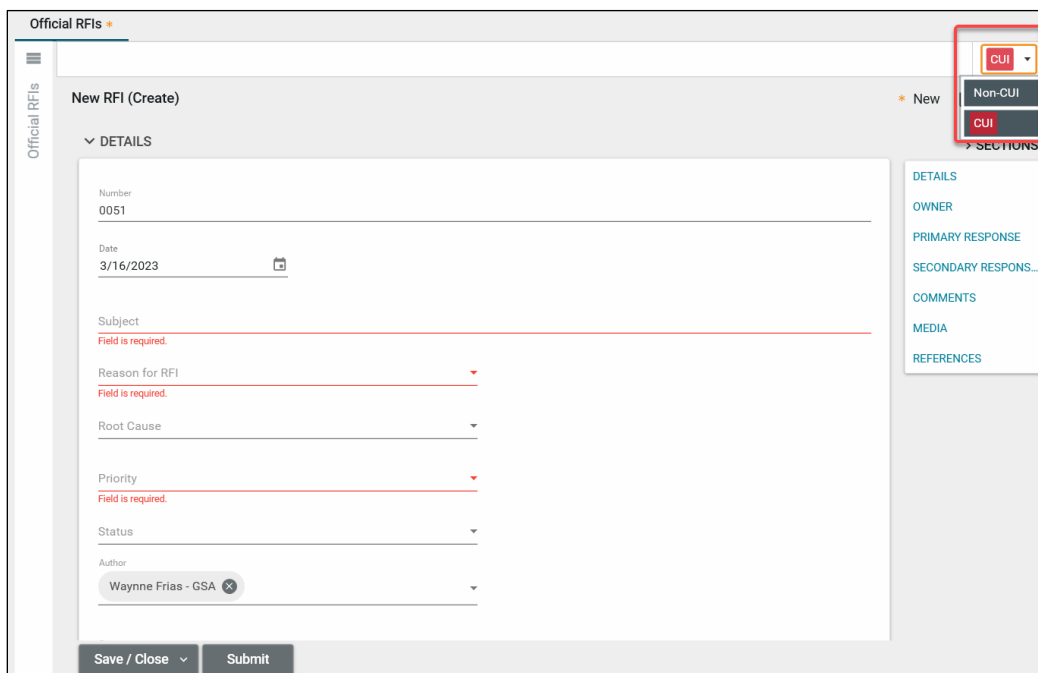 Official RFIs *
CUI
Official RFIs
New RFI (Create)
* New
Non-CUI
CUI
SECTIONS
DETAILS
Number
0051
Date
3/16/2023
Subject
Field is required.
Reason for RFI
Field is required.
Root Cause
Priority
Field is required.
Status
Author
Waynne Frias - GSA
DETAILS
OWNER
PRIMARY RESPONSE
SECONDARY RESPONS...
COMMENTS
MEDIA
REFERENCES
Save / Close
Submit